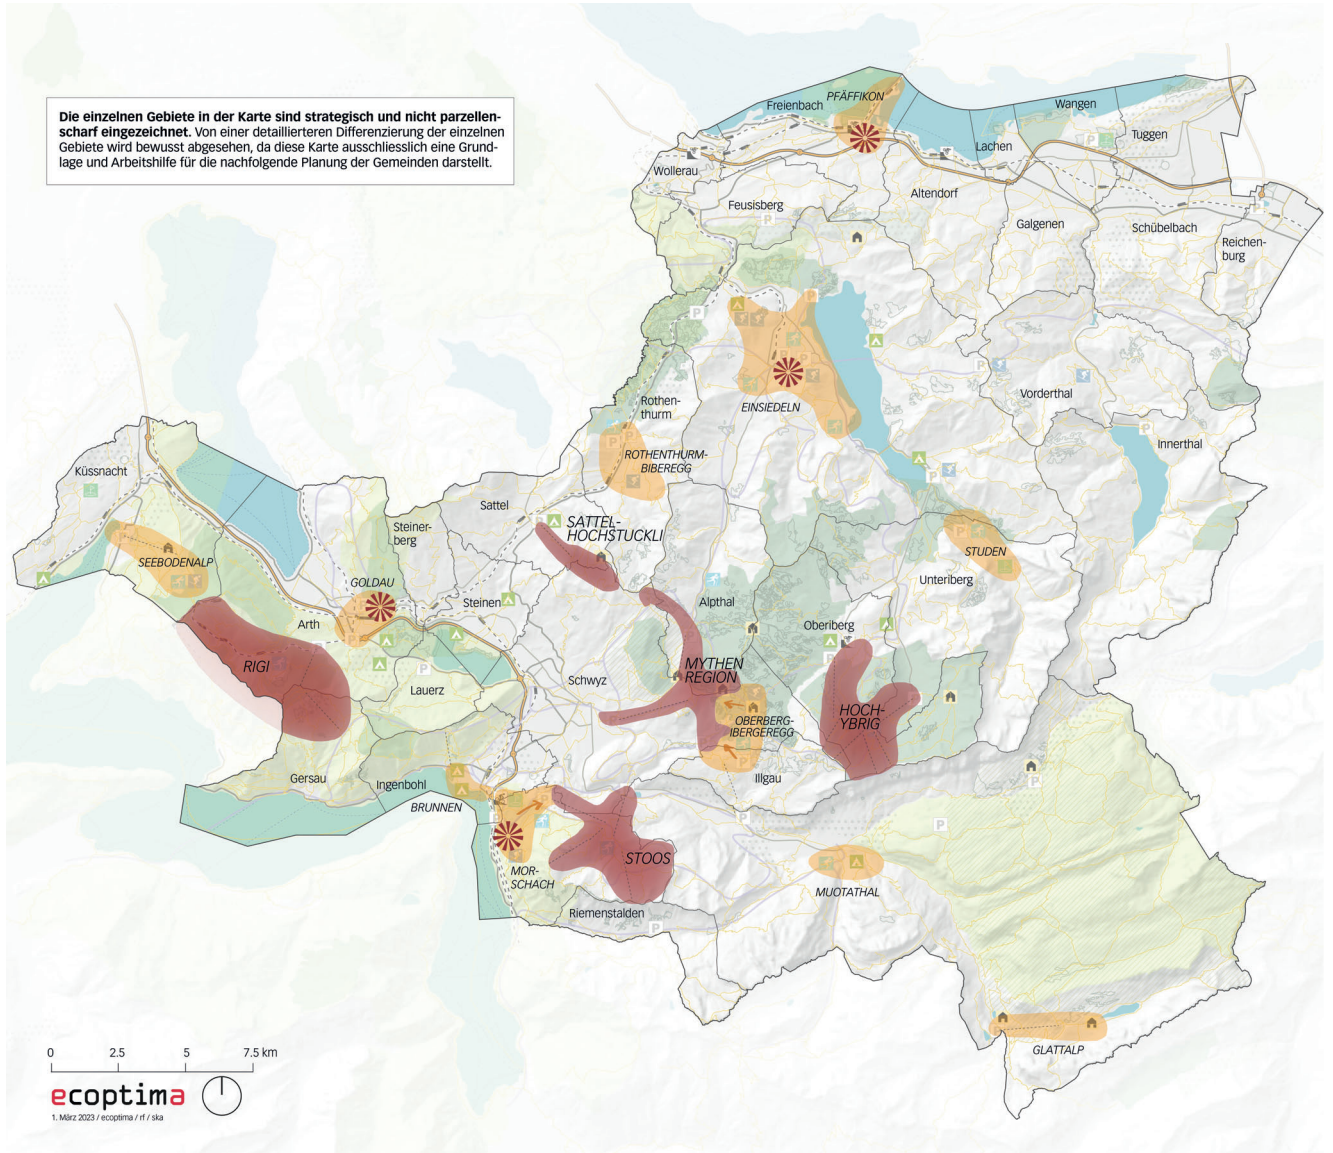 Die einzelnen Gebiete in der Karte sind strategisch und nicht parzellen-
scharf eingezeichnet. Von einer detaillierteren Differenzierung der einzelnen
Gebiete wird bewusst abgesehen, da diese Karte ausschliesslich eine Grund-
lage und Arbeitshilfe für die nachfolgende Planung der Gemeinden darstellt.
PFÄFFIKON
Freienbach
Wangen
Tuggen
Lachen
Wollerau
Altendorf
Feusisberg
Galgenen
Schübelbach
Reichen-
burg
Vorderthal
Rothen-
thurm
EINSIEDELN
Innerthal
ROTHENTHURM-
BIBEREGG
Küssnacht
Sattel
Steiner-
berg
SATTEL-
HOCHSTUCKLI
STUDEN
SEEBODENALP
GOLDAU
Unteriberg
Steinen
Alpthal
Arth
Oberiberg
RIGI
MYTHEN
REGION
Schwyz
Lauerz
HOCH-
YBRIG
OBERBERG-
IBERGEREGG
Gersau
Ingenbohl
Illgau
BRUNNEN
STOOS
MOR-
SCHACH
MUOTATHAL
Riemenstalden
GLATTALP
0 2.5 5 7.5 km
ecoptima
1. März 2023 / ecoptima / rf / ska